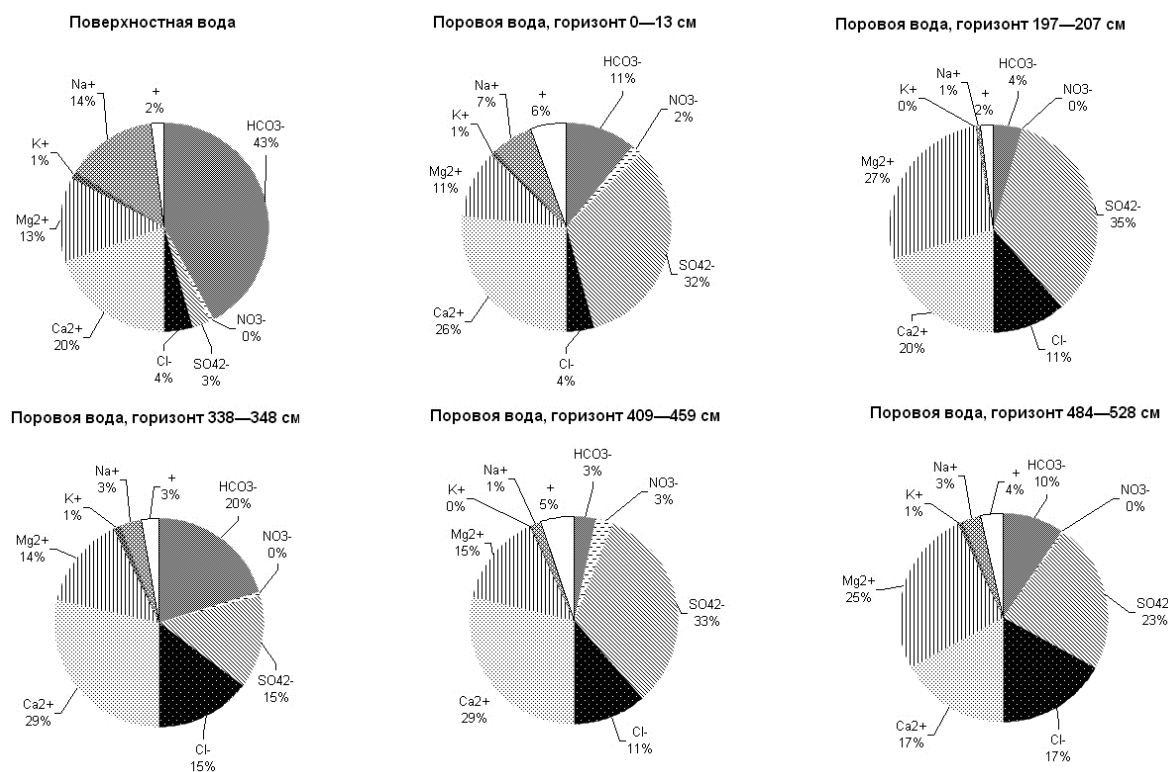 Поверхностная вода
Na+
14%
+
2%
HCO3-
43%
K+
1%
Mg2+
13%
Ca2+
20%
Cl-
4%
SO42-
3%
NO3-
0%
Поровоя вода, горизонт 0—13 см
Na+
7%
+
6%
HCO3-
11%
NO3-
2%
K+
1%
Mg2+
11%
SO42-
32%
Ca2+
26%
Cl-
4%
Поровоя вода, горизонт 197—207 см
K+
0%
Na+
1%
+
2%
HCO3-
4%
NO3-
0%
Mg2+
27%
SO42-
35%
Ca2+
20%
Cl-
11%
Поровоя вода, горизонт 338—348 см
K+
1%
Na+
3%
+
3%
HCO3-
20%
NO3-
0%
Mg2+
14%
SO42-
15%
Ca2+
29%
Cl-
15%
Поровоя вода, горизонт 409—459 см
K+
0%
Na+
1%
+
5%
HCO3-
3%
NO3-
3%
Mg2+
15%
SO42-
33%
Ca2+
29%
Cl-
11%
Поровоя вода, горизонт 484—528 см
K+
1%
Na+
3%
+
4%
HCO3-
10%
NO3-
0%
Mg2+
25%
SO42
23%
Ca2+
17%
Cl-
17%